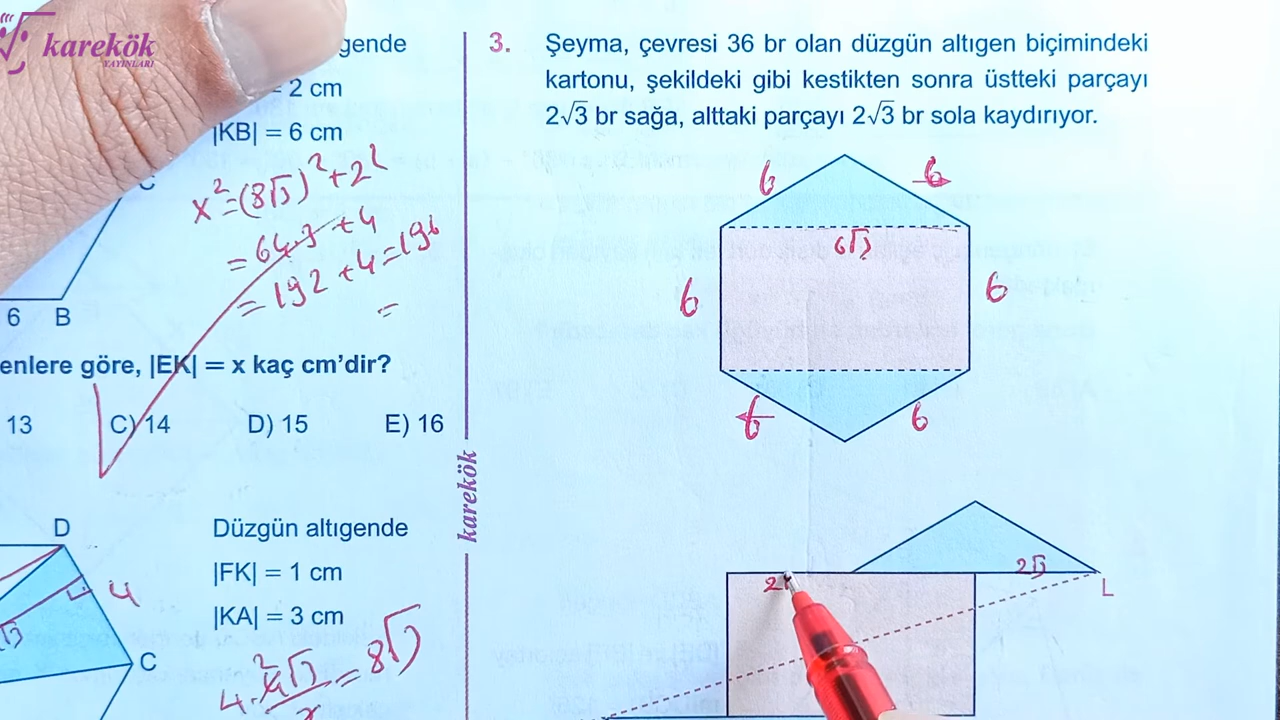 karekök
YAYINLARI
gende
= 2 cm
|KB| = 6 cm
x² = (8√3)² + 2²
= 64·3 + 4
= 192 + 4 = 196
=
6 B
enlere göre, |EK| = x kaç cm'dir?
13 C) 14 D) 15 E) 16
D
C
4
Düzgün altıgende
|FK| = 1 cm
|KA| = 3 cm
= 8√3
karekök
3. Şeyma, çevresi 36 br olan düzgün altıgen biçimindeki
kartonu, şekildeki gibi kestikten sonra üstteki parçayı
2√3 br sağa, alttaki parçayı 2√3 br sola kaydırıyor.
6 6
6√3
6 6
6 6
2√3
L